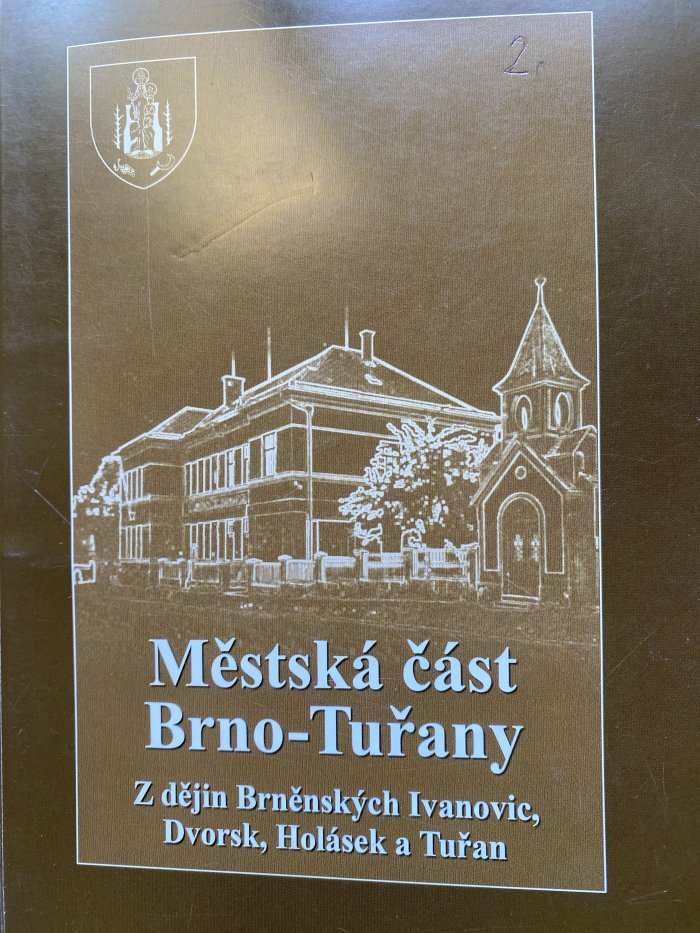 2.
Městská část
Brno-Tuřany
Z dějin Brněnských Ivanovic,
Dvorsk, Holásek a Tuřan